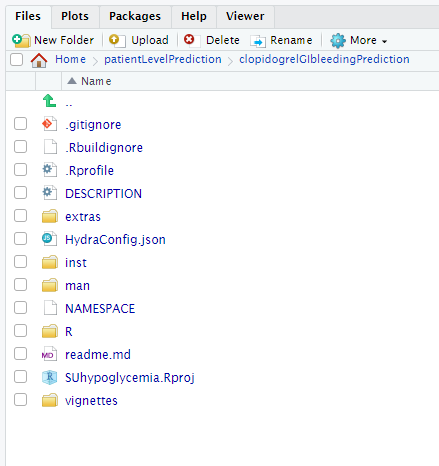 Files Plots Packages Help Viewer
New Folder Upload Delete Rename More
Home patientLevelPrediction clopidogrelGIbleedingPrediction
Name
..
.gitignore
.Rbuildignore
.Rprofile
DESCRIPTION
extras
HydraConfig.json
inst
man
NAMESPACE
R
MD readme.md
R SUhypoglycemia.Rproj
vignettes